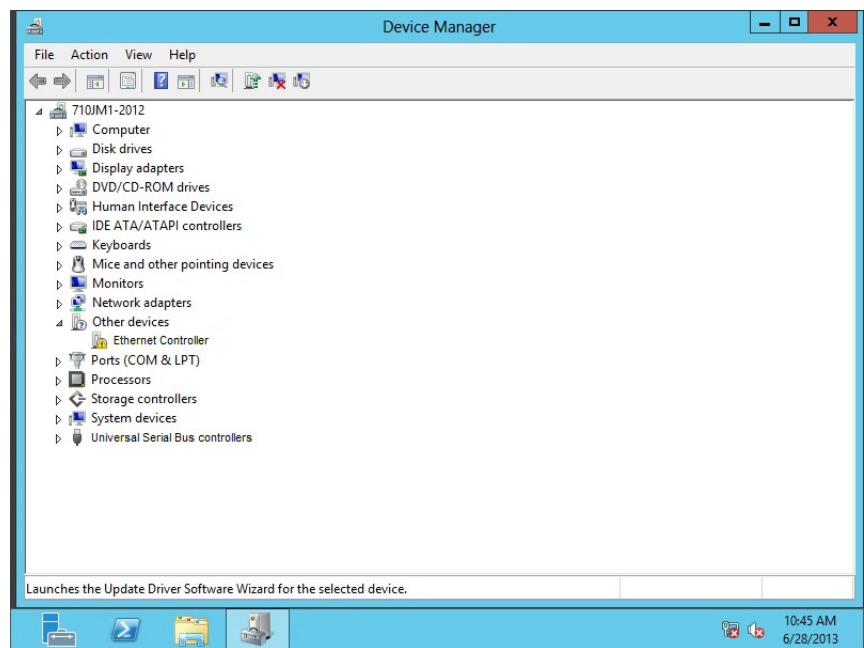 Device Manager
File Action View Help
710JM1-2012
Computer
Disk drives
Display adapters
DVD/CD-ROM drives
Human Interface Devices
IDE ATA/ATAPI controllers
Keyboards
Mice and other pointing devices
Monitors
Network adapters
Other devices
Ethernet Controller
Ports (COM & LPT)
Processors
Storage controllers
System devices
Universal Serial Bus controllers
Launches the Update Driver Software Wizard for the selected device.
10:45 AM
6/28/2013